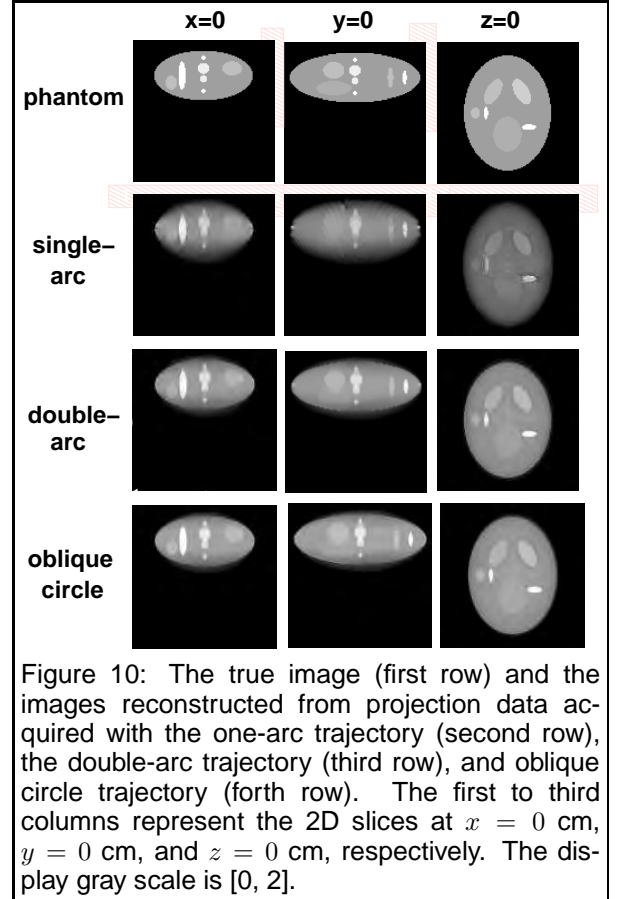 x=0 y=0 z=0
phantom
single–
arc
double–
arc
oblique
circle
Figure 10: The true image (first row) and the
images reconstructed from projection data ac-
quired with the one-arc trajectory (second row),
the double-arc trajectory (third row), and oblique
circle trajectory (forth row). The first to third
columns represent the 2D slices at x = 0 cm,
y = 0 cm, and z = 0 cm, respectively. The dis-
play gray scale is [0, 2].